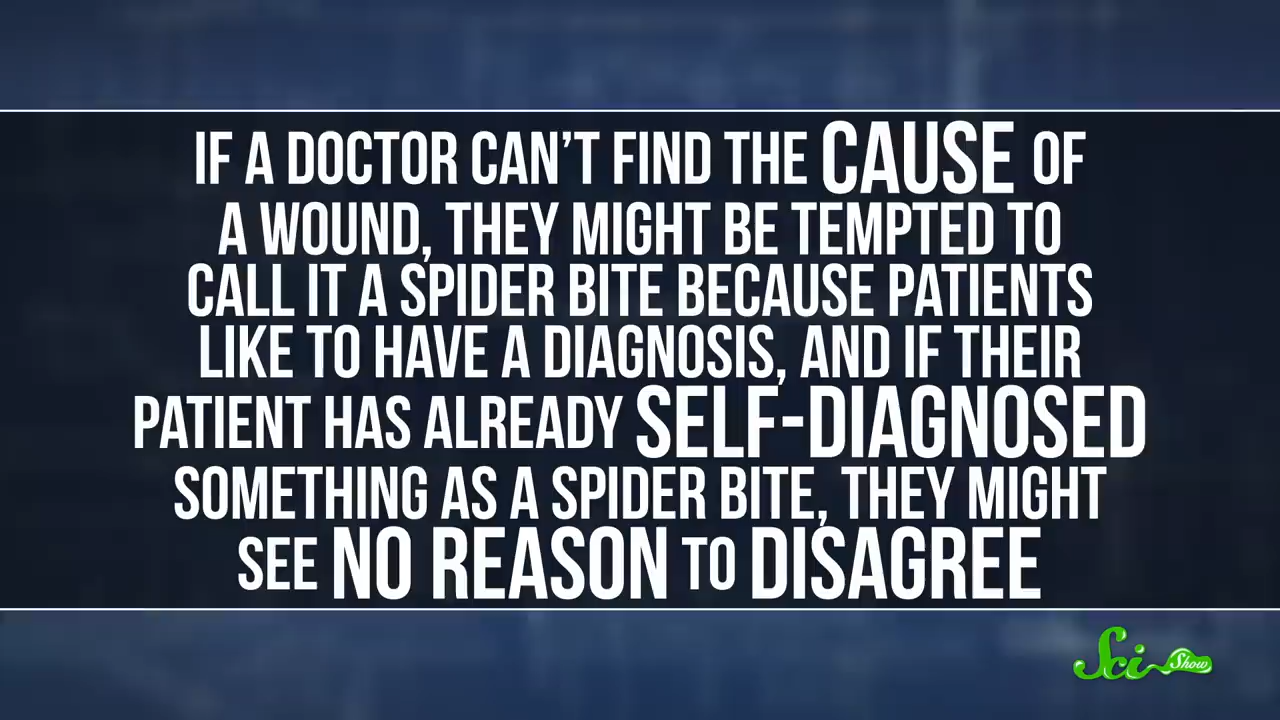 IF A DOCTOR CAN'T FIND THE CAUSE OF
A WOUND, THEY MIGHT BE TEMPTED TO
CALL IT A SPIDER BITE BECAUSE PATIENTS
LIKE TO HAVE A DIAGNOSIS, AND IF THEIR
PATIENT HAS ALREADY SELF-DIAGNOSED
SOMETHING AS A SPIDER BITE, THEY MIGHT
SEE NO REASON TO DISAGREE
Sci Show